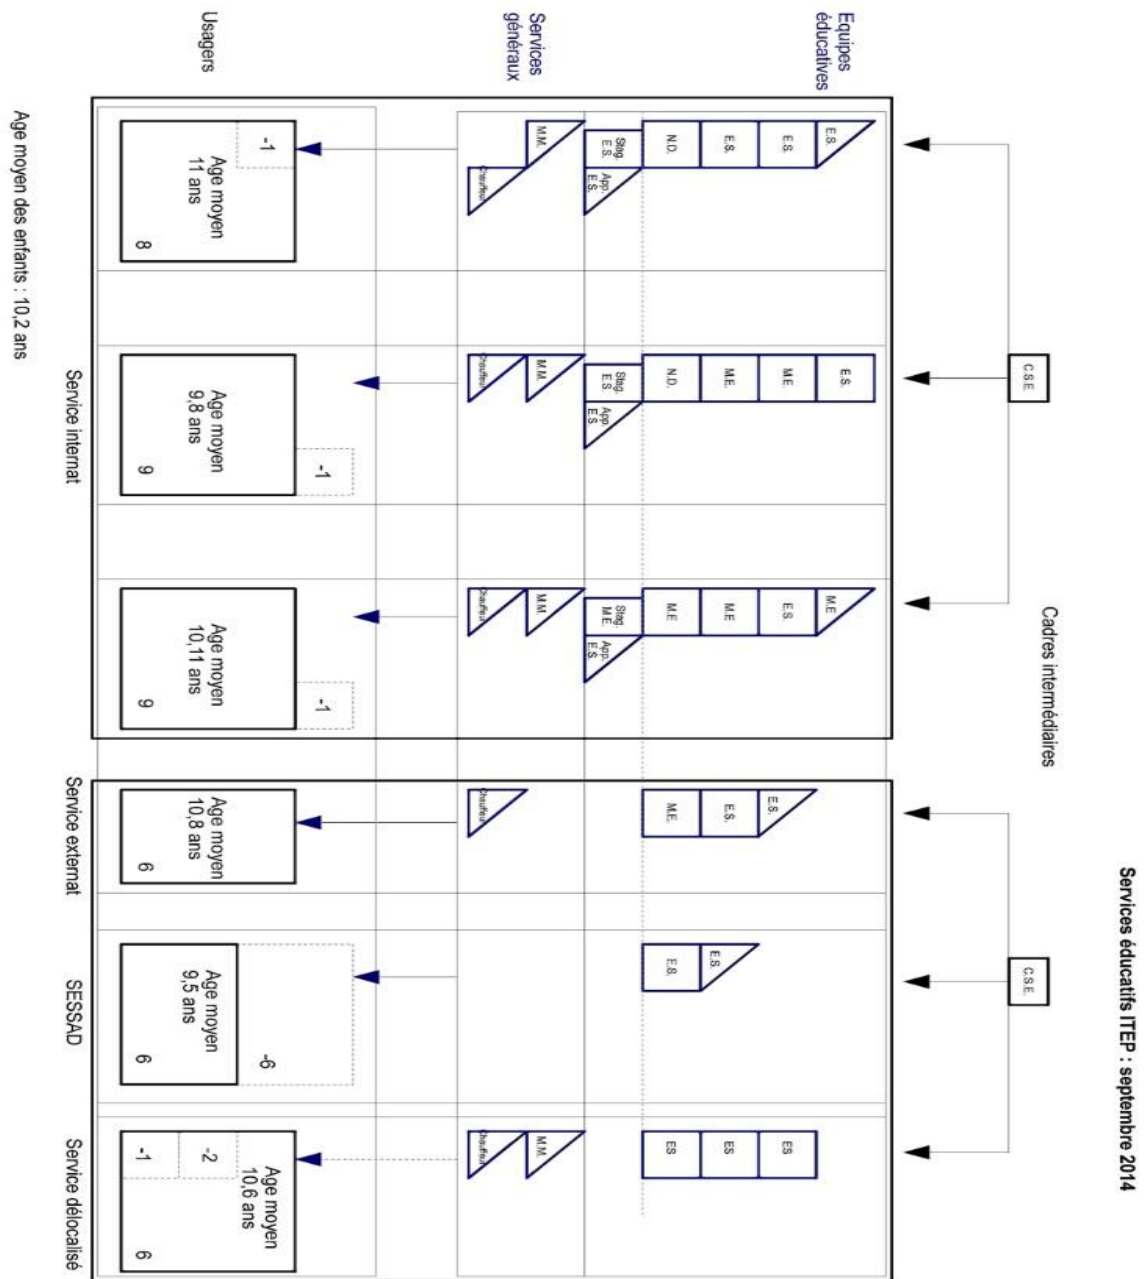 Services éducatifs ITEP : septembre 2014
Cadres intermédiaires
C.S.E.
C.S.E.
Equipes
éducatives
E.S.
E.S.
E.S.
N.D.
Stag.
E.S.
App.
E.S.
E.S.
M.E.
M.E.
N.D.
Stag.
E.S
App.
E.S.
M.E
E.S.
M.E.
M.E.
Stag.
M.E.
App.
E.S.
E.S.
E.S.
M.E.
E.S.
E.S.
ES
ES
ES
Services
généraux
M.M.
Chauffeur
M.M.
Chauffeur
M.M.
Chauffeur
Chauffeur
M.M.
Chauffeur
Usagers
-1
Age moyen
11 ans
8
-1
Age moyen
9,8 ans
9
-1
Age moyen
10,11 ans
9
Age moyen
10,8 ans
6
-6
Age moyen
9,5 ans
6
Age moyen
10,6 ans
-2
-1
6
Service internat
Service externat
SESSAD
Service délocalisé
Age moyen des enfants : 10,2 ans